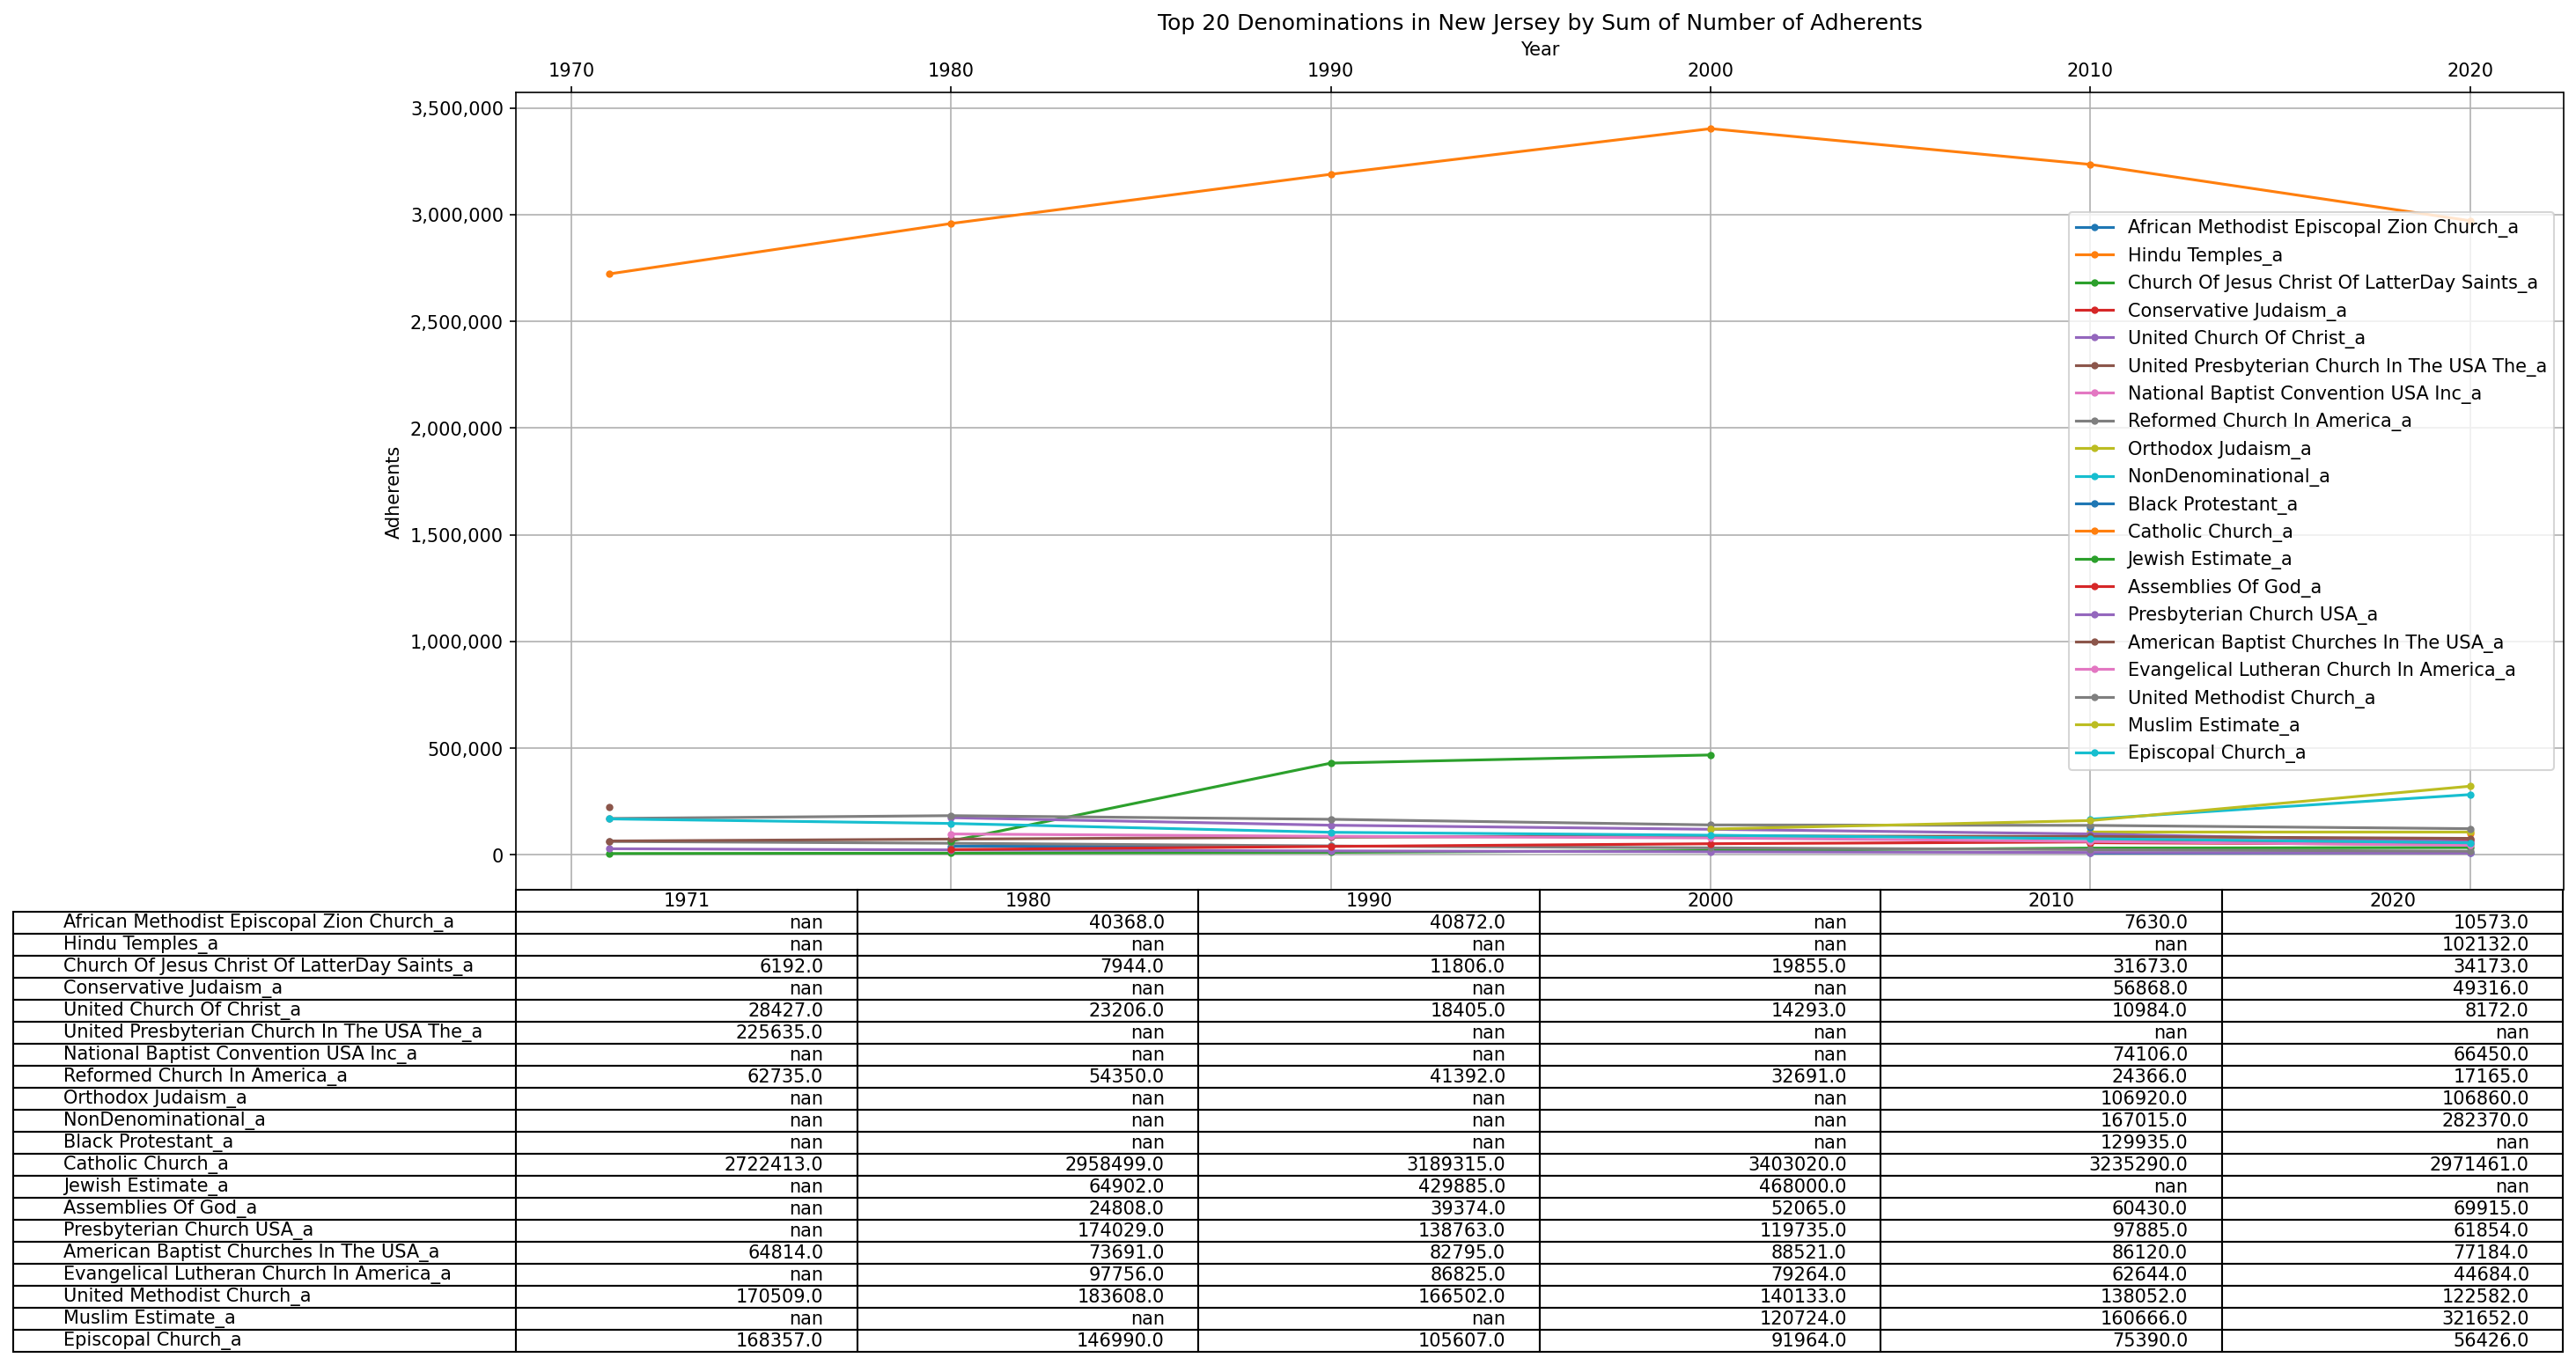 Top 20 Denominations in New Jersey by Sum of Number of Adherents
Year
1970 1980 1990 2000 2010 2020
3,500,000
3,000,000
2,500,000
2,000,000
1,500,000
1,000,000
500,000
0
Adherents
African Methodist Episcopal Zion Church_a
Hindu Temples_a
Church Of Jesus Christ Of LatterDay Saints_a
Conservative Judaism_a
United Church Of Christ_a
United Presbyterian Church In The USA The_a
National Baptist Convention USA Inc_a
Reformed Church In America_a
Orthodox Judaism_a
NonDenominational_a
Black Protestant_a
Catholic Church_a
Jewish Estimate_a
Assemblies Of God_a
Presbyterian Church USA_a
American Baptist Churches In The USA_a
Evangelical Lutheran Church In America_a
United Methodist Church_a
Muslim Estimate_a
Episcopal Church_a
1971 1980 1990 2000 2010 2020
African Methodist Episcopal Zion Church_a nan 40368.0 40872.0 nan 7630.0 10573.0
Hindu Temples_a nan nan nan nan nan 102132.0
Church Of Jesus Christ Of LatterDay Saints_a 6192.0 7944.0 11806.0 19855.0 31673.0 34173.0
Conservative Judaism_a nan nan nan nan 56868.0 49316.0
United Church Of Christ_a 28427.0 23206.0 18405.0 14293.0 10984.0 8172.0
United Presbyterian Church In The USA The_a 225635.0 nan nan nan nan nan
National Baptist Convention USA Inc_a nan nan nan nan 74106.0 66450.0
Reformed Church In America_a 62735.0 54350.0 41392.0 32691.0 24366.0 17165.0
Orthodox Judaism_a nan nan nan nan 106920.0 106860.0
NonDenominational_a nan nan nan nan 167015.0 282370.0
Black Protestant_a nan nan nan nan 129935.0 nan
Catholic Church_a 2722413.0 2958499.0 3189315.0 3403020.0 3235290.0 2971461.0
Jewish Estimate_a nan 64902.0 429885.0 468000.0 nan nan
Assemblies Of God_a nan 24808.0 39374.0 52065.0 60430.0 69915.0
Presbyterian Church USA_a nan 174029.0 138763.0 119735.0 97885.0 61854.0
American Baptist Churches In The USA_a 64814.0 73691.0 82795.0 88521.0 86120.0 77184.0
Evangelical Lutheran Church In America_a nan 97756.0 86825.0 79264.0 62644.0 44684.0
United Methodist Church_a 170509.0 183608.0 166502.0 140133.0 138052.0 122582.0
Muslim Estimate_a nan nan nan 120724.0 160666.0 321652.0
Episcopal Church_a 168357.0 146990.0 105607.0 91964.0 75390.0 56426.0